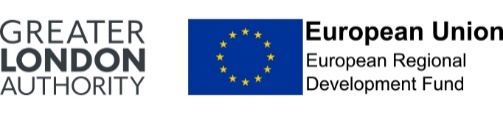 GREATER
LONDON
AUTHORITY
European Union
European Regional
Development Fund